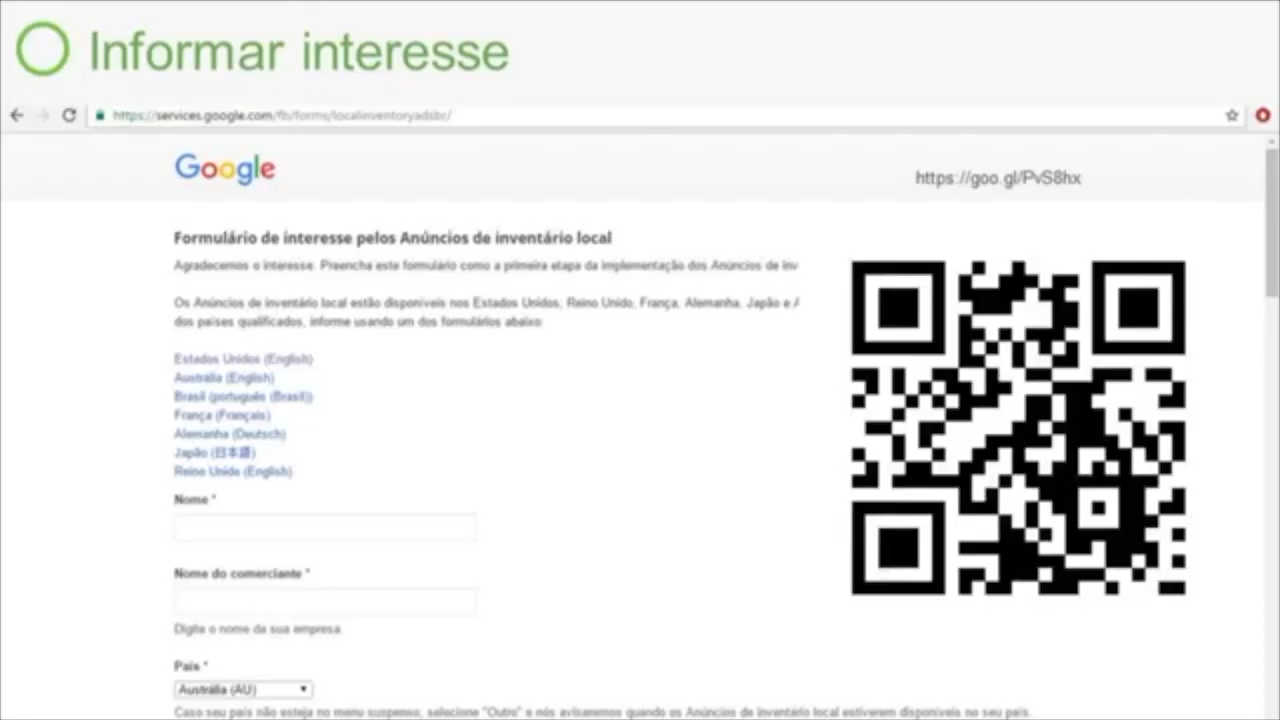 Informar interesse
https://services.google.com/fb/forms/localinventoryadsbr/
Google
https://goo.gl/PvS8hx
Formulário de interesse pelos Anúncios de inventário local
Agradecemos o interesse. Preencha este formulário como a primeira etapa da implementação dos Anúncios de inv
Os Anúncios de inventário local estão disponíveis nos Estados Unidos, Reino Unido, França, Alemanha, Japão e A
dos países qualificados, informe usando um dos formulários abaixo:
Estados Unidos (English)
Austrália (English)
Brasil (português (Brasil))
França (Français)
Alemanha (Deutsch)
Japão (日本語)
Reino Unido (English)
Nome *
Nome do comerciante *
Digite o nome da sua empresa.
País *
Austrália (AU)
Caso seu país não esteja no menu suspenso, selecione "Outro" e nós avisaremos quando os Anúncios de inventário local estiverem disponíveis no seu país.